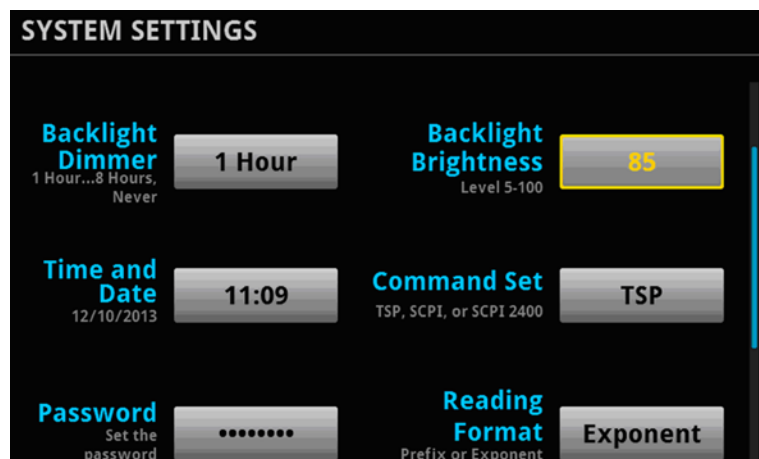 SYSTEM SETTINGS
Backlight
Dimmer
1 Hour...8 Hours,
Never
1 Hour
Backlight
Brightness
Level 5-100
85
Time and
Date
12/10/2013
11:09
Command Set
TSP, SCPI, or SCPI 2400
TSP
Password
Set the
password
••••••••
Reading
Format
Prefix or Exponent
Exponent